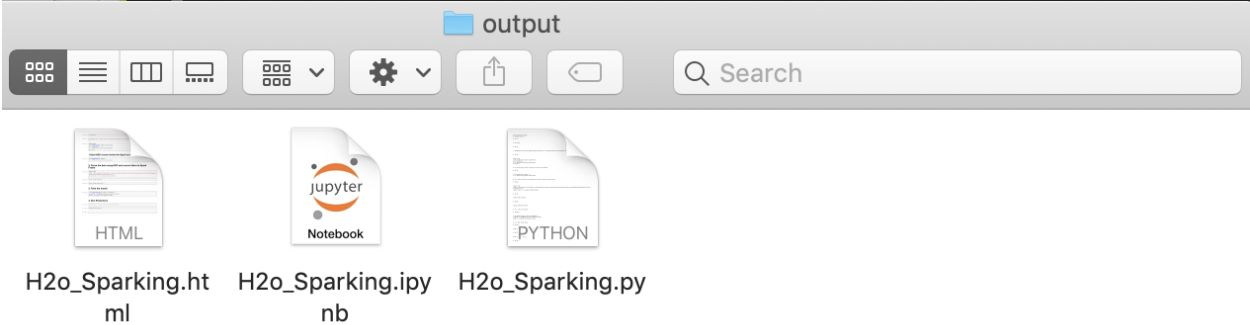 output
Search
HTML
jupyter
Notebook
PYTHON
H2o_Sparking.ht
ml
H2o_Sparking.ipy
nb
H2o_Sparking.py